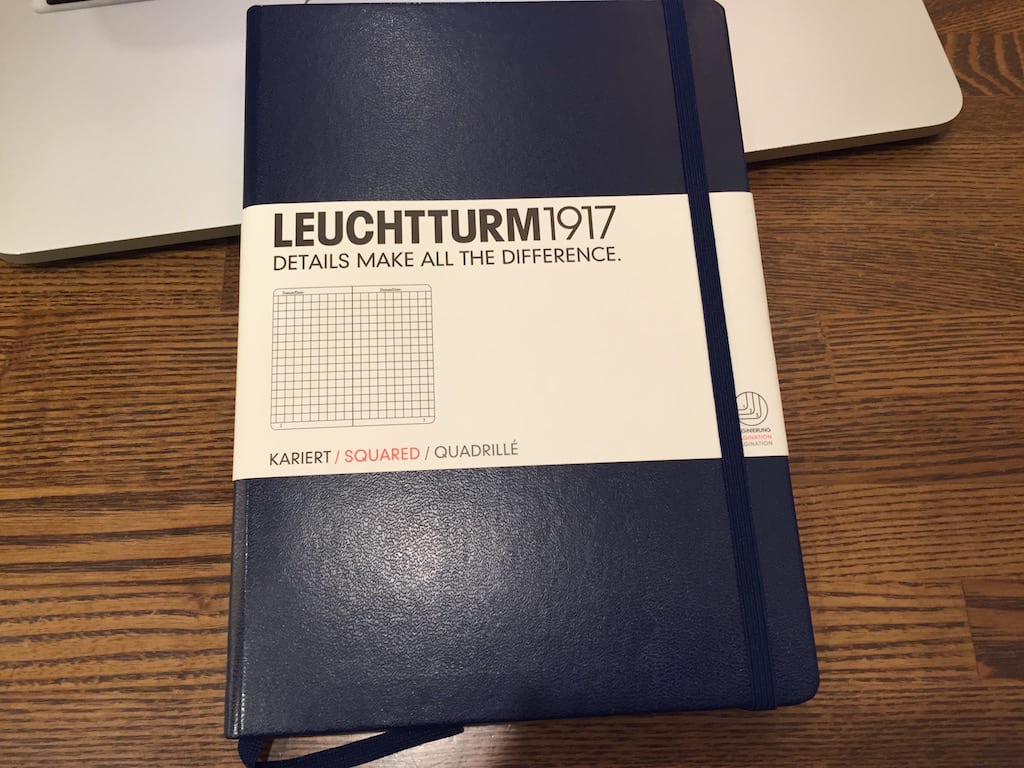 LEUCHTTURM1917
DETAILS MAKE ALL THE DIFFERENCE.
KARIERT / SQUARED / QUADRILLÉ